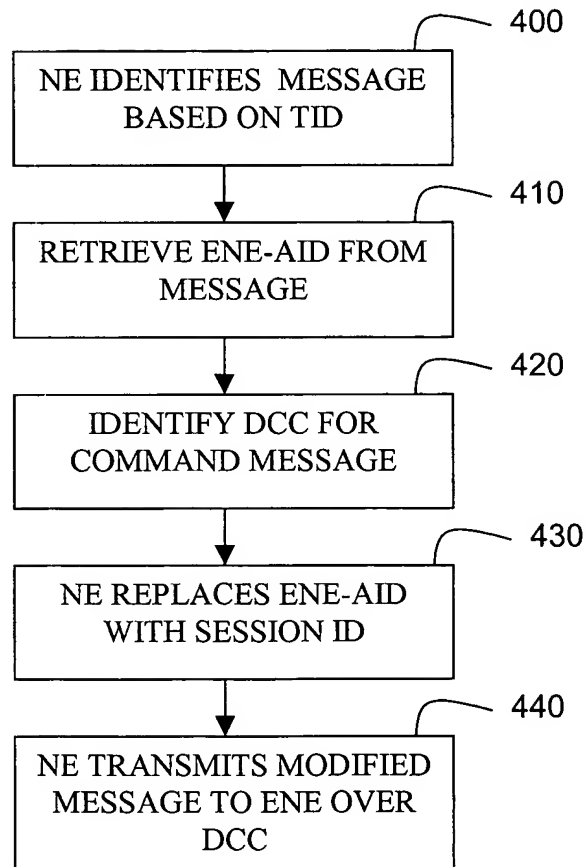 400
NE IDENTIFIES MESSAGE
BASED ON TID
410
RETRIEVE ENE-AID FROM
MESSAGE
420
IDENTIFY DCC FOR
COMMAND MESSAGE
430
NE REPLACES ENE-AID
WITH SESSION ID
440
NE TRANSMITS MODIFIED
MESSAGE TO ENE OVER
DCC